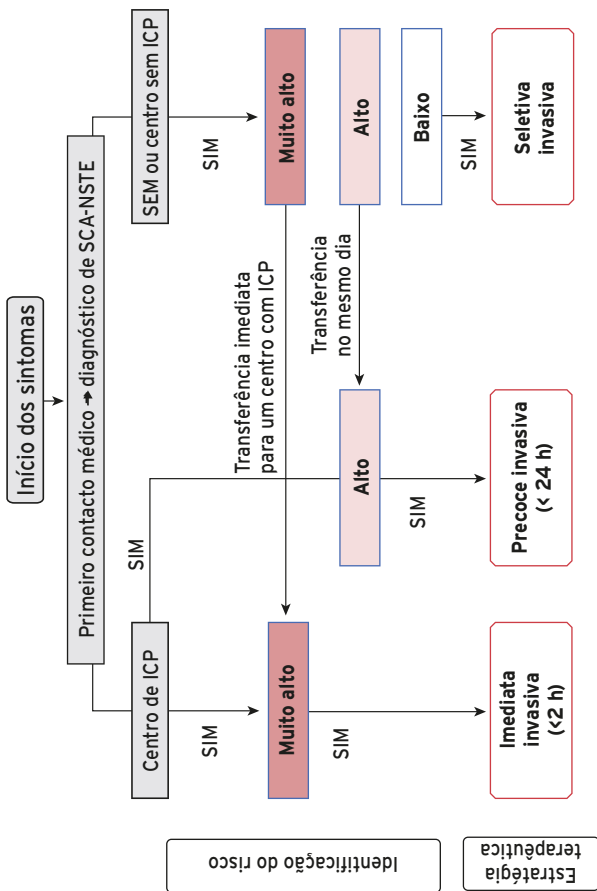 Início dos sintomas
Primeiro contacto médico → diagnóstico de SCA-NSTE
Centro de ICP
SEM ou centro sem ICP
SIM
SIM
SIM
Identificação do risco
Muito alto
Transferência imediata
para um centro com ICP
Muito alto
Alto
Transferência
no mesmo dia
Alto
Baixo
SIM
SIM
SIM
Estratégia
terapêutica
Imediata
invasiva
(<2 h)
Precoce invasiva
(< 24 h)
Seletiva
invasiva